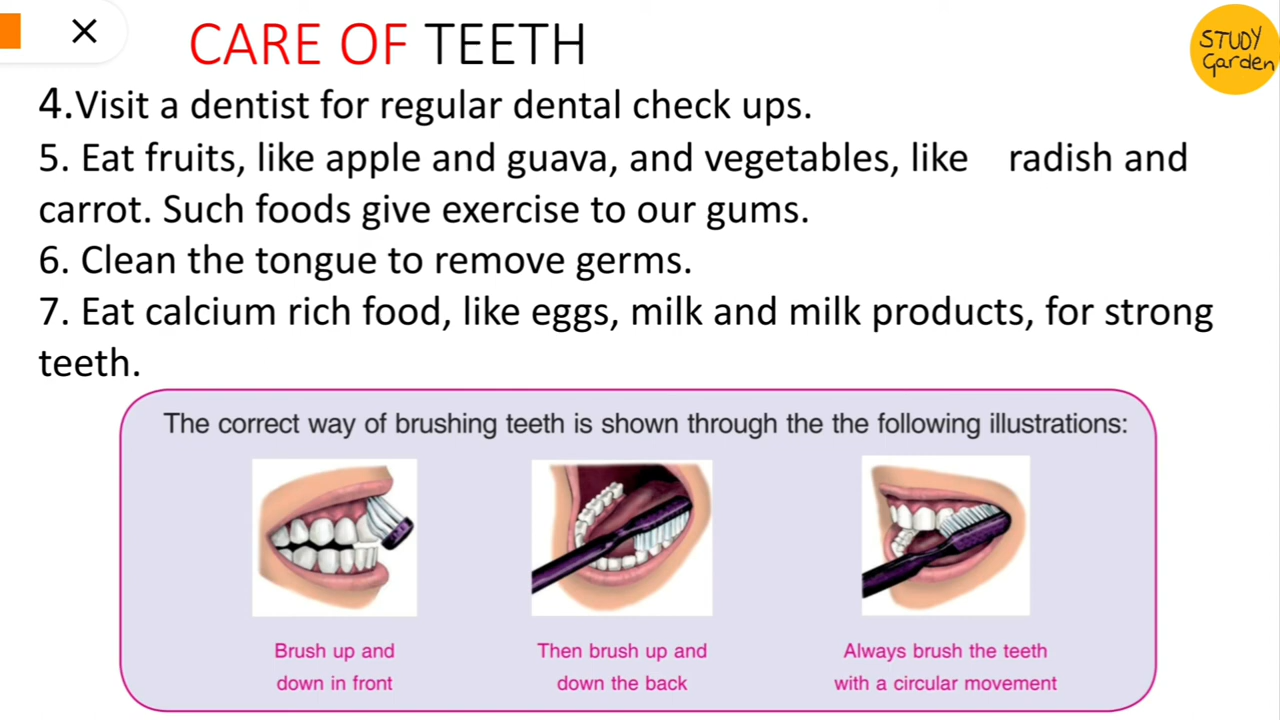 CARE OF TEETH
STUDY
Garden
4.Visit a dentist for regular dental check ups.
5. Eat fruits, like apple and guava, and vegetables, like radish and
carrot. Such foods give exercise to our gums.
6. Clean the tongue to remove germs.
7. Eat calcium rich food, like eggs, milk and milk products, for strong
teeth.
The correct way of brushing teeth is shown through the the following illustrations:
Brush up and
down in front
Then brush up and
down the back
Always brush the teeth
with a circular movement